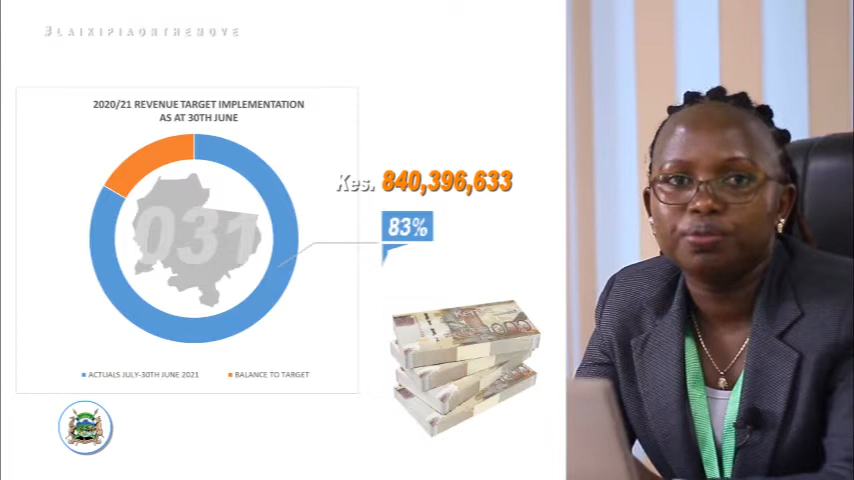 #LAIKIPIAONTHEMOVE
2020/21 REVENUE TARGET IMPLEMENTATION
AS AT 30TH JUNE
Kes. 840,396,633
83%
031
ACTUALS JULY-30TH JUNE 2021
BALANCE TO TARGET